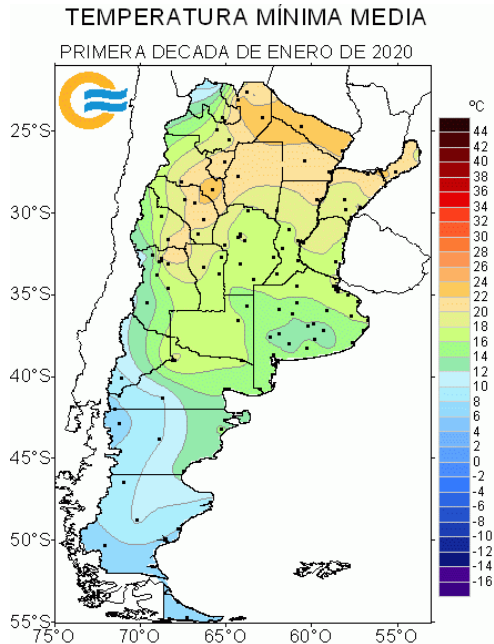 TEMPERATURA MÍNIMA MEDIA
PRIMERA DECADA DE ENERO DE 2020
ºC
44
40
38
36
34
32
30
28
26
24
22
20
18
16
14
12
10
8
6
4
2
0
-2
-4
-6
-8
-10
-12
-14
-16
25°S
30°S
35°S
40°S
45°S
50°S
55°S
75°O 70°O 65°O 60°O 55°O